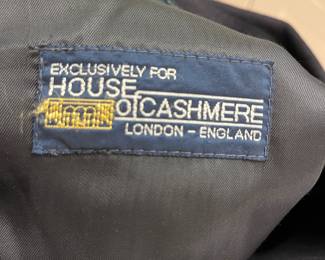 EXCLUSIVELY FOR
HOUSE
of CASHMERE
LONDON - ENGLAND